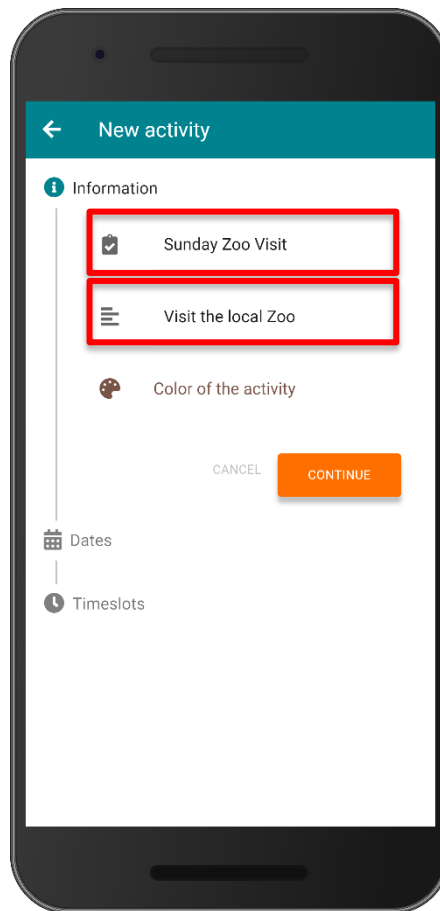 New activity
Information
Sunday Zoo Visit
Visit the local Zoo
Color of the activity
CANCEL CONTINUE
Dates
Timeslots